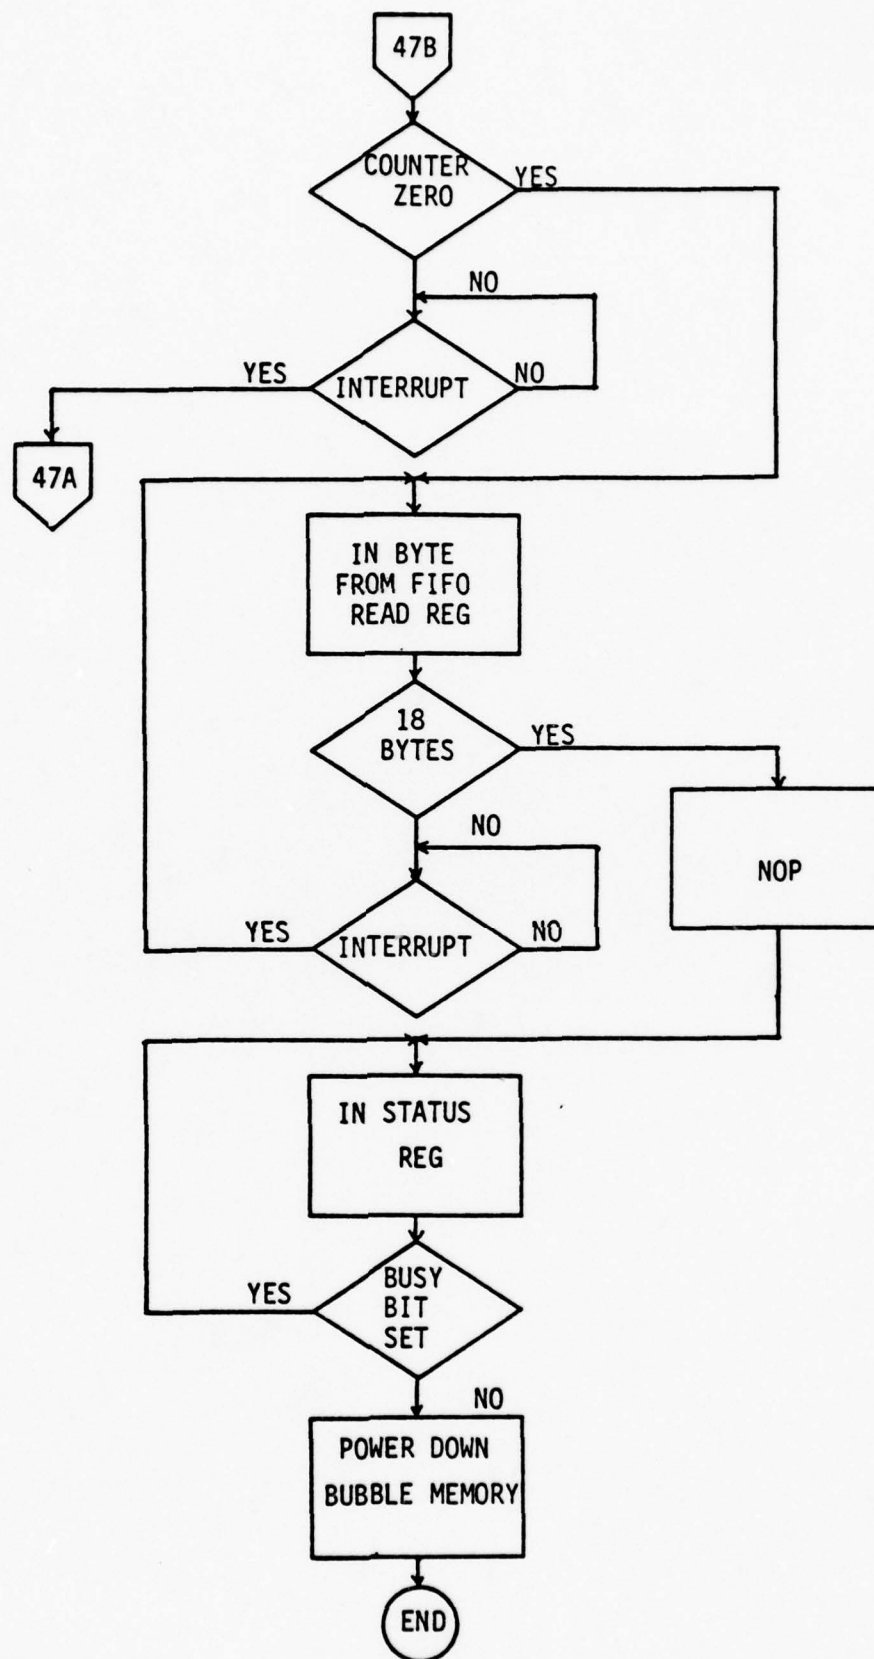 47B
COUNTER
ZERO
YES
NO
YES
INTERRUPT
NO
47A
IN BYTE
FROM FIFO
READ REG
18
BYTES
YES
NO
NOP
YES
INTERRUPT
NO
IN STATUS
REG
YES
BUSY
BIT
SET
NO
POWER DOWN
BUBBLE MEMORY
END